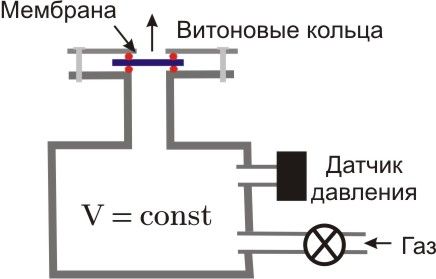 Мембрана
Витоновые кольца
Датчик
давления
V = const
Газ